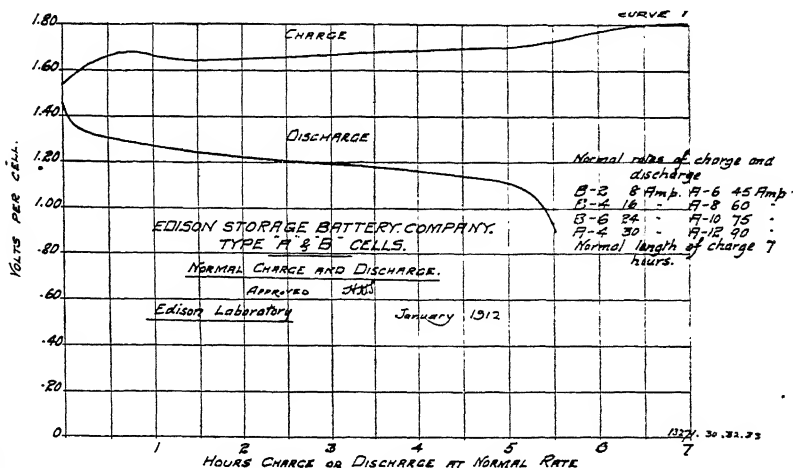 CURVE 1
CHARGE
DISCHARGE
VOLTS PER CELL.
1.80
1.60
1.40
1.20
1.00
.80
.60
.40
.20
0
Normal rates of charge and
discharge
B-2 8 Amp. A-6 45 Amp.
B-4 16 " A-8 60 "
B-6 24 " A-10 75 "
A-4 30 " A-12 90 "
Normal length of charge 7
hours.
EDISON STORAGE BATTERY COMPANY.
TYPE "A" & "B" CELLS.
NORMAL CHARGE AND DISCHARGE.
APPROVED
Edison Laboratory
January 1912
1 2 3 4 5 6 7
HOURS CHARGE OR DISCHARGE AT NORMAL RATE